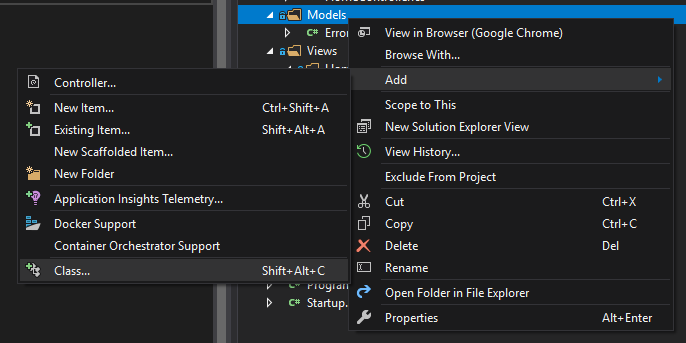 Models
Error
Views
View in Browser (Google Chrome)
Browse With...
Add
Scope to This
New Solution Explorer View
View History...
Exclude From Project
Cut Ctrl+X
Copy Ctrl+C
Delete Del
Rename
Open Folder in File Explorer
Properties Alt+Enter
Controller...
New Item... Ctrl+Shift+A
Existing Item... Shift+Alt+A
New Scaffolded Item...
New Folder
Application Insights Telemetry...
Docker Support
Container Orchestrator Support
Class... Shift+Alt+C
C# Program
C# Startup.